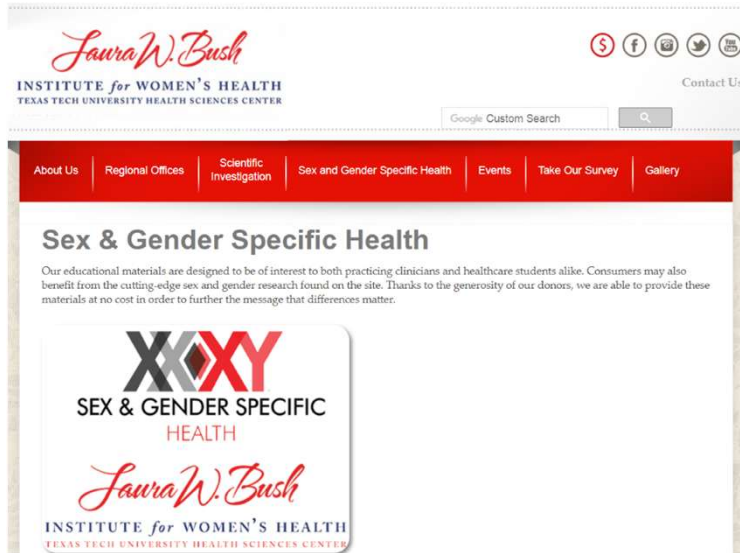 Laura W. Bush
INSTITUTE for WOMEN'S HEALTH
TEXAS TECH UNIVERSITY HEALTH SCIENCES CENTER
$ f You Tube
Contact Us
Google Custom Search
About Us Regional Offices Scientific Investigation Sex and Gender Specific Health Events Take Our Survey Gallery
Sex & Gender Specific Health
Our educational materials are designed to be of interest to both practicing clinicians and healthcare students alike. Consumers may also
benefit from the cutting-edge sex and gender research found on the site. Thanks to the generosity of our donors, we are able to provide these
materials at no cost in order to further the message that differences matter.
XXXY
SEX & GENDER SPECIFIC
HEALTH
Laura W. Bush
INSTITUTE for WOMEN'S HEALTH
TEXAS TECH UNIVERSITY HEALTH SCIENCES CENTER